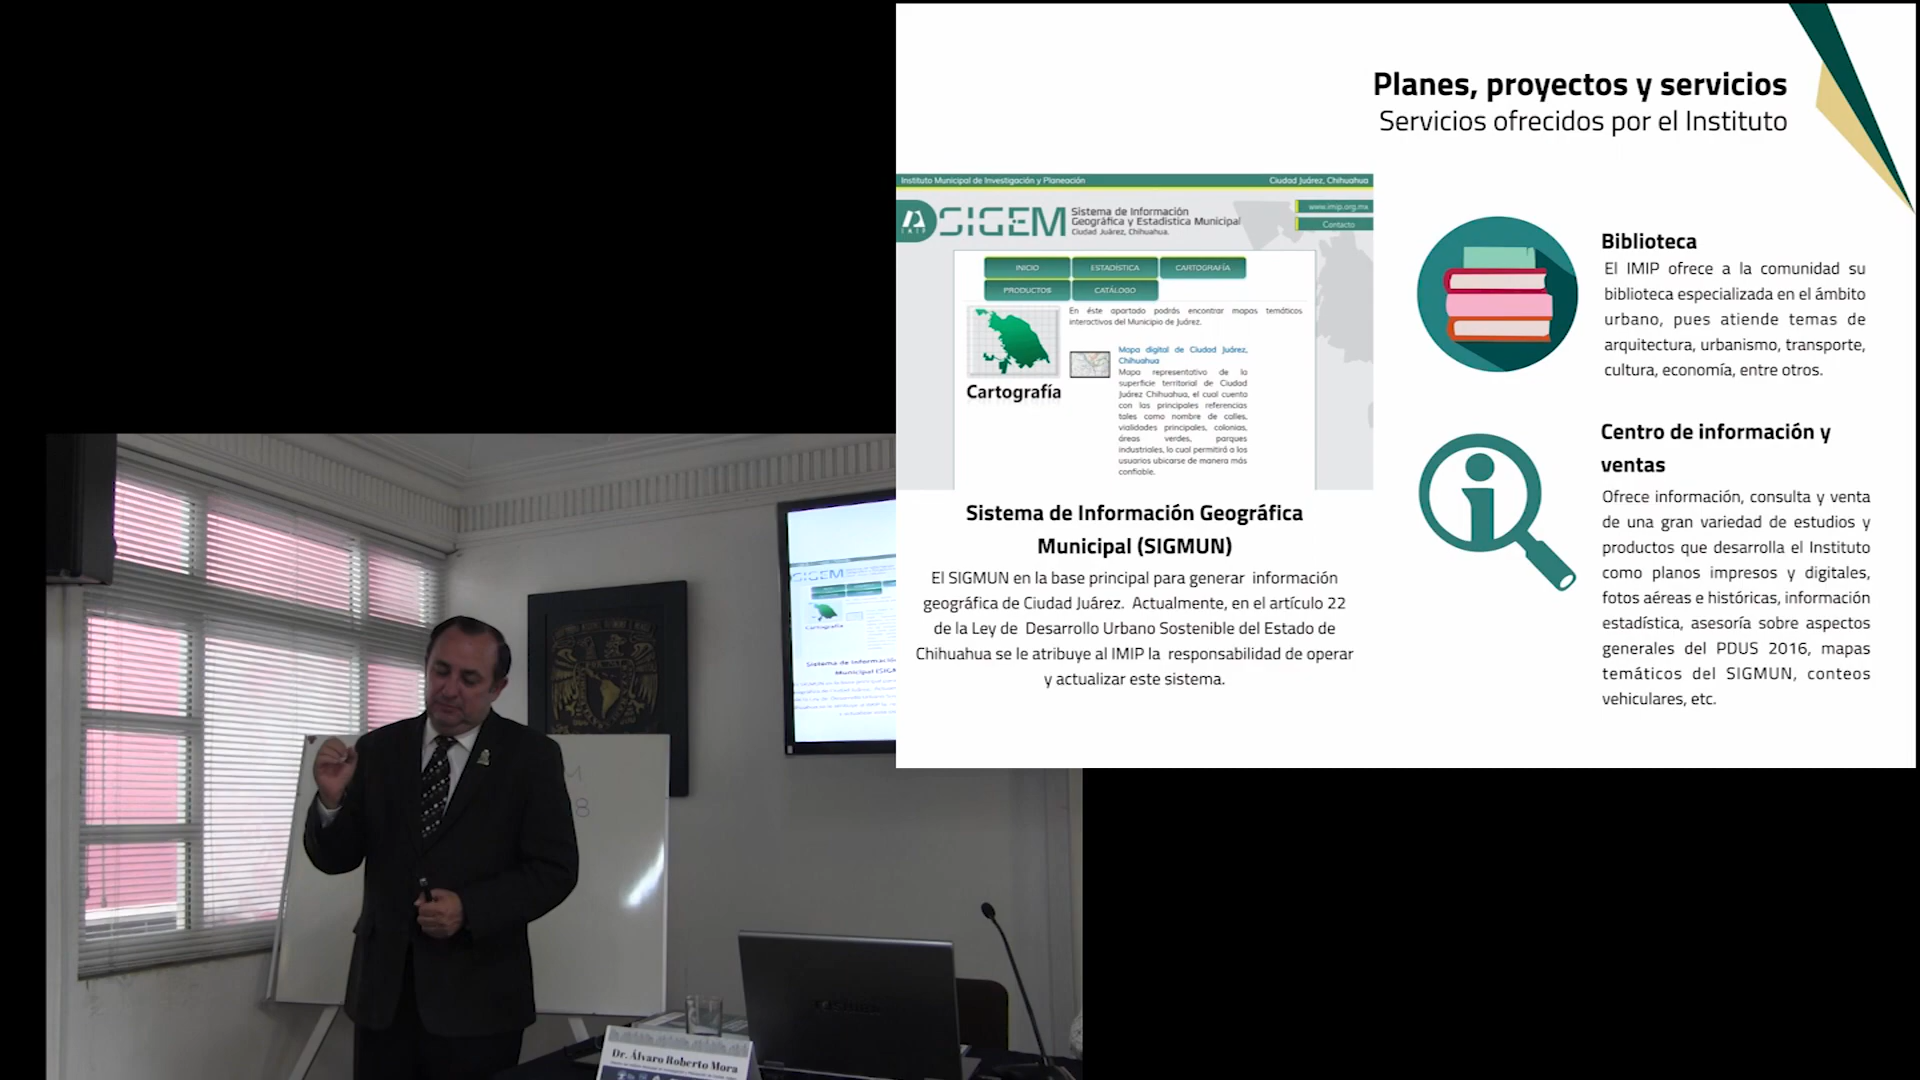 Planes, proyectos y servicios
Servicios ofrecidos por el Instituto
Instituto Municipal de Investigación y Planeación
Ciudad Juárez, Chihuahua
IMIP
SIGEM
Sistema de Información
Geográfica y Estadística Municipal
Ciudad Juárez, Chihuahua.
www.imip.org.mx
Contacto
INICIO
ESTADÍSTICA
CARTOGRAFÍA
PRODUCTOS
CATÁLOGO
Cartografía
En éste apartado podrás encontrar mapas temáticos
interactivos del Municipio de Juárez.
Mapa digital de Ciudad Juárez,
Chihuahua
Mapa representativo de la
superficie territorial de Ciudad
Juárez Chihuahua, el cual cuenta
con las principales referencias
tales como nombre de calles,
vialidades principales, colonias,
áreas verdes, parques
industriales, lo cual permitirá a los
usuarios ubicarse de manera más
confiable.
Sistema de Información Geográfica
Municipal (SIGMUN)
El SIGMUN en la base principal para generar información
geográfica de Ciudad Juárez. Actualmente, en el artículo 22
de la Ley de Desarrollo Urbano Sostenible del Estado de
Chihuahua se le atribuye al IMIP la responsabilidad de operar
y actualizar este sistema.
Biblioteca
El IMIP ofrece a la comunidad su
biblioteca especializada en el ámbito
urbano, pues atiende temas de
arquitectura, urbanismo, transporte,
cultura, economía, entre otros.
Centro de información y
ventas
Ofrece información, consulta y venta
de una gran variedad de estudios y
productos que desarrolla el Instituto
como planos impresos y digitales,
fotos aéreas e históricas, información
estadística, asesoría sobre aspectos
generales del PDUS 2016, mapas
temáticos del SIGMUN, conteos
vehiculares, etc.
SIGEM
Cartografía
Dr. Álvaro Roberto Mora